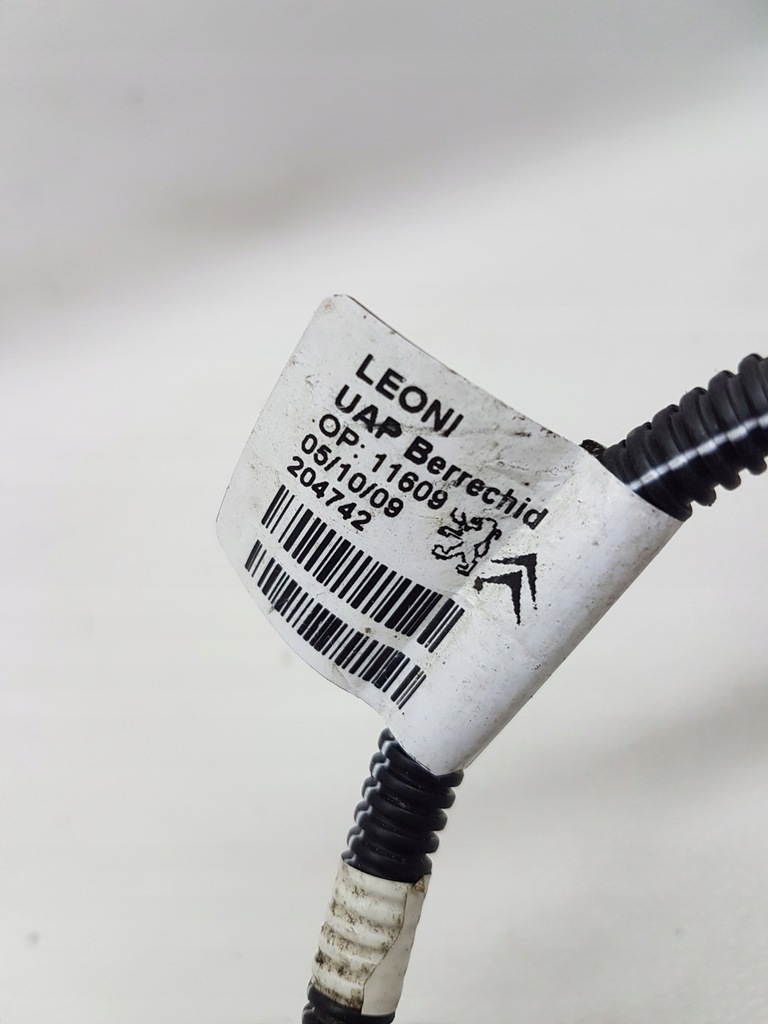 LEONI
UAP Berrechid
OP: 11609
05/10/09
204742